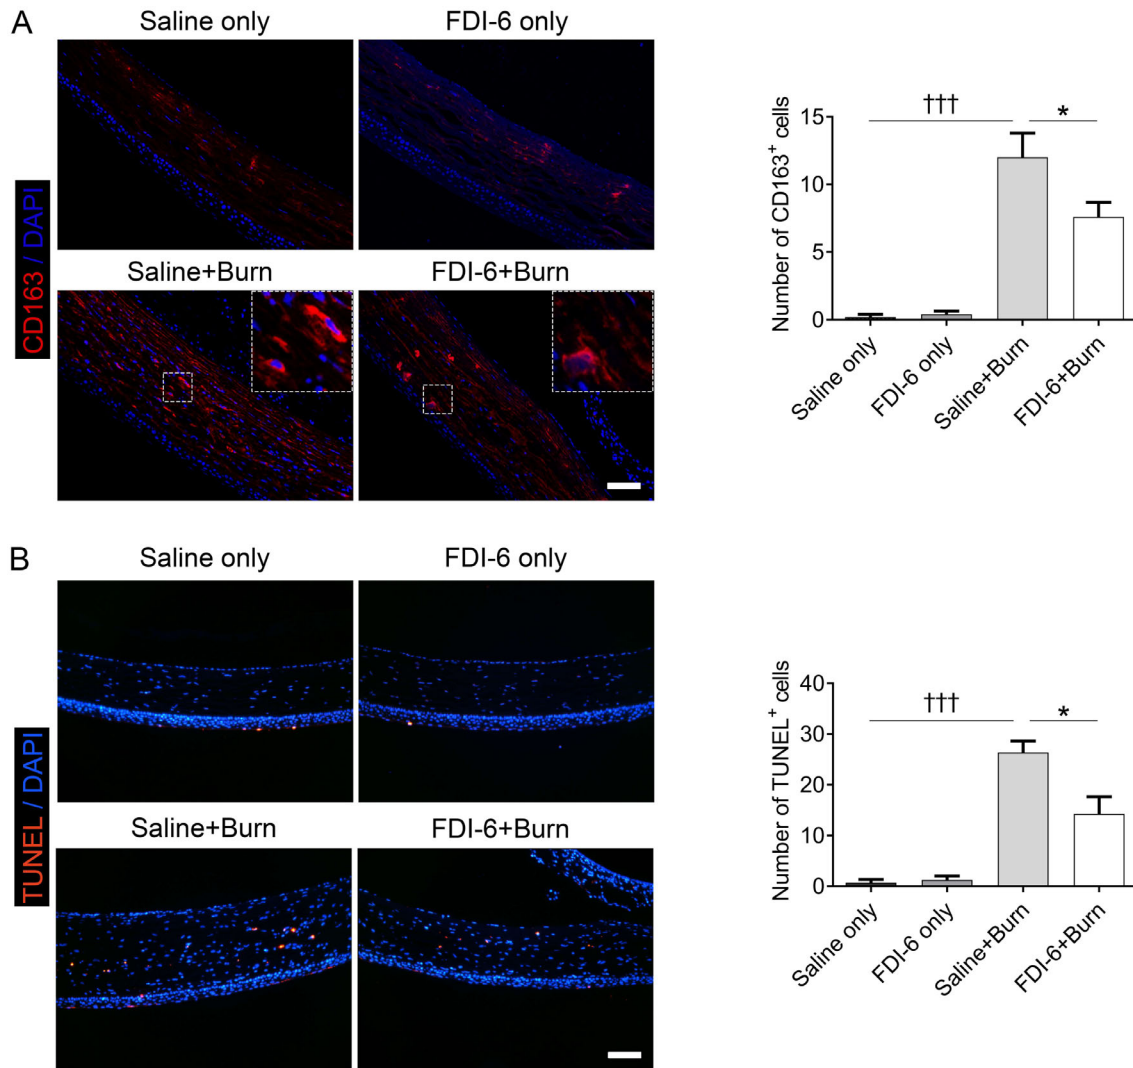 A
Saline only
FDI-6 only
CD163 / DAPI
Saline+Burn
FDI-6+Burn
Number of CD163⁺ cells
15
10
5
0
†††
*
Saline only
FDI-6 only
Saline+Burn
FDI-6+Burn
B
Saline only
FDI-6 only
TUNEL / DAPI
Saline+Burn
FDI-6+Burn
Number of TUNEL⁺ cells
40
30
20
10
0
†††
*
Saline only
FDI-6 only
Saline+Burn
FDI-6+Burn